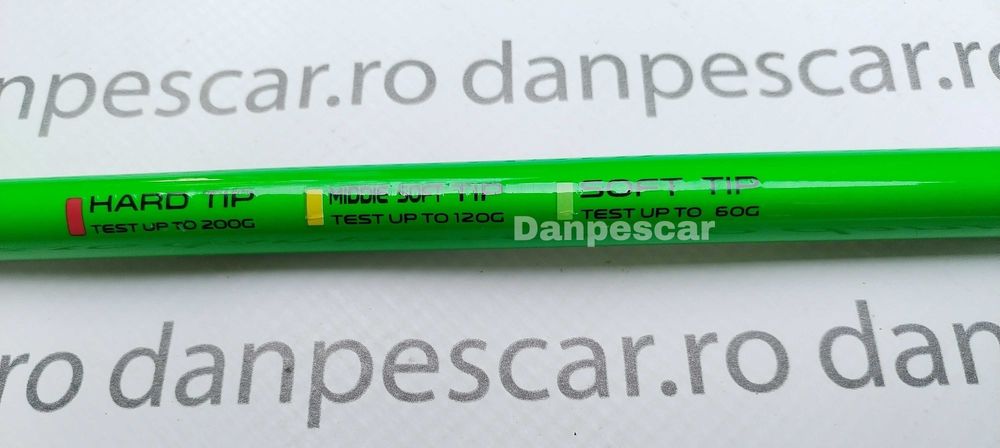 npescar.ro danpescar.ro
HARD TIP
TEST UP TO 200G
MIDDLE SOFT TIP
TEST UP TO 120G
SOFT TIP
TEST UP TO 60G
Danpescar
.ro danpescar.ro dan